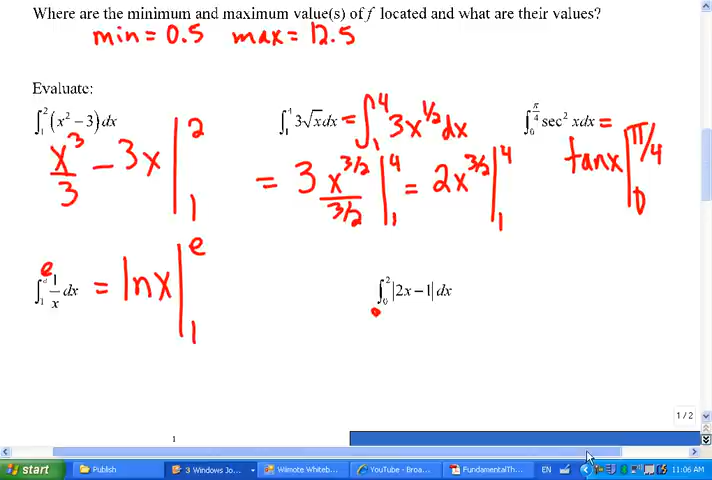 Where are the minimum and maximum value(s) of f located and what are their values?
min = 0.5 max = 12.5
Evaluate:
∫₁² (x² − 3) dx
x³/3 − 3x |₁²
∫₁⁴ 3√x dx = ∫₁⁴ 3x^(1/2) dx
= 3 x^(3/2) / (3/2) |₁⁴ = 2x^(3/2) |₁⁴
∫₀^(π/4) sec² x dx =
tan x |₀^(π/4)
∫₁^e 1/x dx = ln x |₁^e
∫₀² |2x − 1| dx
1 / 2
1
start
Publish
3 Windows Jo...
Wilmote Whiteb...
YouTube - Broa...
FundamentalTh...
EN
11:06 AM